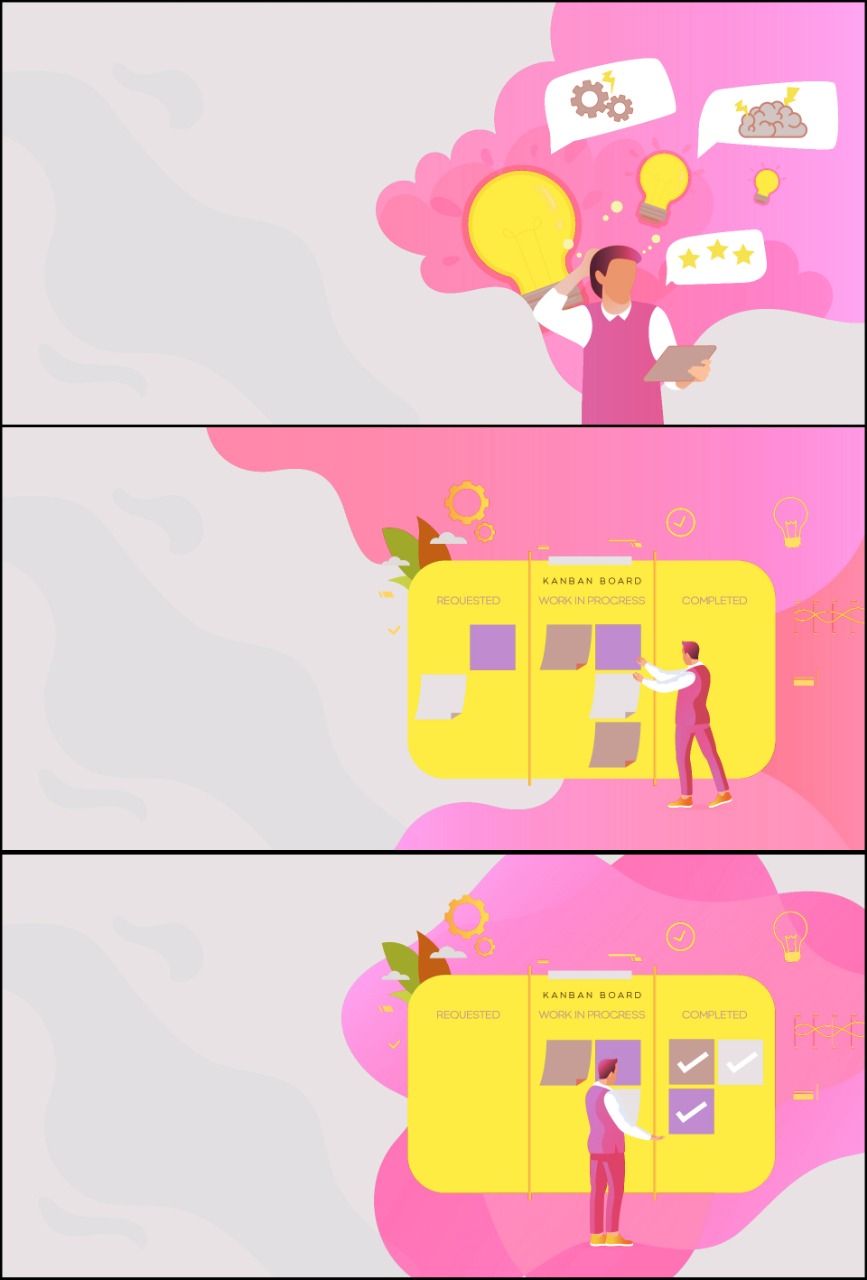 KANBAN BOARD
REQUESTED
WORK IN PROGRESS
COMPLETED
KANBAN BOARD
REQUESTED
WORK IN PROGRESS
COMPLETED